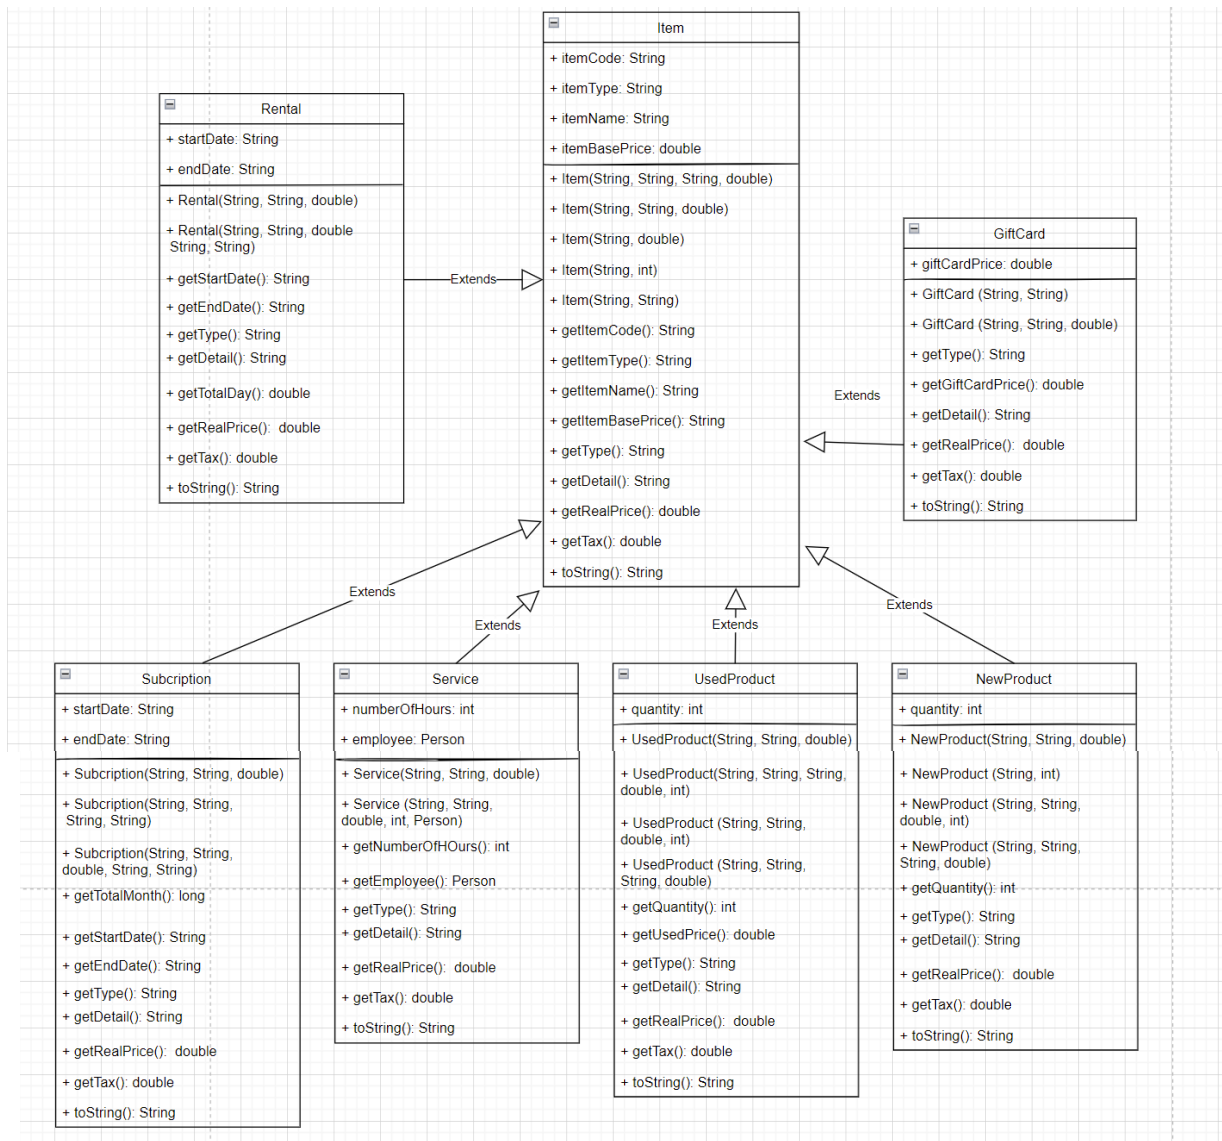 Item
+ itemCode: String
+ itemType: String
+ itemName: String
+ itemBasePrice: double
+ Item(String, String, String, double)
+ Item(String, String, double)
+ Item(String, double)
+ Item(String, int)
+ Item(String, String)
+ getItemCode(): String
+ getItemType(): String
+ getItemName(): String
+ getItemBasePrice(): String
+ getType(): String
+ getDetail(): String
+ getRealPrice(): double
+ getTax(): double
+ toString(): String
Rental
+ startDate: String
+ endDate: String
+ Rental(String, String, double)
+ Rental(String, String, double
String, String)
+ getStartDate(): String
+ getEndDate(): String
+ getType(): String
+ getDetail(): String
+ getTotalDay(): double
+ getRealPrice(): double
+ getTax(): double
+ toString(): String
Extends
GiftCard
+ giftCardPrice: double
+ GiftCard (String, String)
+ GiftCard (String, String, double)
+ getType(): String
+ getGiftCardPrice(): double
+ getDetail(): String
+ getRealPrice(): double
+ getTax(): double
+ toString(): String
Extends
Extends
Extends
Extends
Extends
Subcription
+ startDate: String
+ endDate: String
+ Subcription(String, String, double)
+ Subcription(String, String,
String, String)
+ Subcription(String, String,
double, String, String)
+ getTotalMonth(): long
+ getStartDate(): String
+ getEndDate(): String
+ getType(): String
+ getDetail(): String
+ getRealPrice(): double
+ getTax(): double
+ toString(): String
Service
+ numberOfHours: int
+ employee: Person
+ Service(String, String, double)
+ Service (String, String,
double, int, Person)
+ getNumberOfHOurs(): int
+ getEmployee(): Person
+ getType(): String
+ getDetail(): String
+ getRealPrice(): double
+ getTax(): double
+ toString(): String
UsedProduct
+ quantity: int
+ UsedProduct(String, String, double)
+ UsedProduct(String, String, String,
double, int)
+ UsedProduct (String, String,
double, int)
+ UsedProduct (String, String,
String, double)
+ getQuantity(): int
+ getUsedPrice(): double
+ getType(): String
+ getDetail(): String
+ getRealPrice(): double
+ getTax(): double
+ toString(): String
NewProduct
+ quantity: int
+ NewProduct(String, String, double)
+ NewProduct (String, int)
+ NewProduct (String, String,
double, int)
+ NewProduct (String, String,
String, double)
+ getQuantity(): int
+ getType(): String
+ getDetail(): String
+ getRealPrice(): double
+ getTax(): double
+ toString(): String